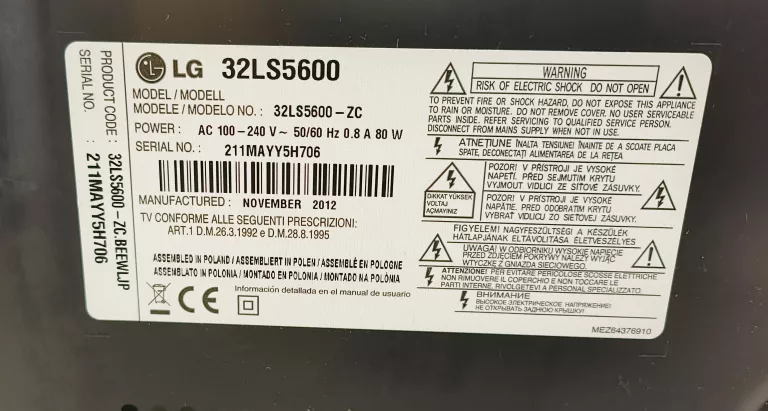 PRODUCT CODE : 32LS5600-ZC.BEEWLJP
SERIAL NO. : 211MAYY5H706
LG 32LS5600
MODEL / MODELL
MODELE / MODELO NO. : 32LS5600-ZC
POWER : AC 100-240 V~ 50/60 Hz 0.8 A 80 W
SERIAL NO. : 211MAYY5H706
MANUFACTURED : NOVEMBER 2012
TV CONFORME ALLE SEGUENTI PRESCRIZIONI:
ART.1 D.M.26.3.1992 e D.M.28.8.1995
ASSEMBLED IN POLAND / ASSEMBLIERT IN POLEN / ASSEMBLÉ EN POLOGNE
ASSEMBLATO IN POLONIA / MONTADO EN POLONIA / MONTADO NA POLÓNIA
Información detallada en el manual de usuario
CE
WARNING
RISK OF ELECTRIC SHOCK DO NOT OPEN
TO PREVENT FIRE OR SHOCK HAZARD, DO NOT EXPOSE THIS APPLIANCE
TO RAIN OR MOISTURE. DO NOT REMOVE COVER. NO USER-SERVICEABLE
PARTS INSIDE. REFER TO QUALIFIED SERVICE PERSON.
DISCONNECT FROM MAINS SUPPLY WHEN NOT IN USE.
ATNEŢIUNE ÎNALTA TENSIUNE! ÎNAINTE DE A SCOATE PLACA
SPATE, DECONECTAŢI ALIMENTAREA DE LA REŢEA
DIKKAT YÜKSEK
VOLTAJ
AÇMAYINIZ
POZOR! V PŘÍSTROJI JE VYSOKÉ
NAPĚTÍ. PŘED SEJMUTÍM KRYTU
VYJMOUT VIDLICI ZE SÍŤOVÉ ZÁSUVKY.
POZOR! V PRÍSTROJI JE VYSOKÉ
NAPÄTIE. PRED ODOBRATÍM KRYTU
VYBRAŤ VIDLICU ZO SIEŤOVEJ ZÁSUVKY.
FIGYELEM! NAGYFESZÜLTSÉG! A KÉSZÜLÉK
HÁTLAPJÁNAK ELTÁVOLÍTÁSA ÉLETVESZÉLYES
UWAGA! W ODBIORNIKU WYSOKIE NAPIĘCIE
PRZED ZDJĘCIEM POKRYWY NALEŻY WYJĄĆ
WTYCZKĘ Z GNIAZDA SIECIOWEGO.
ATTENZIONE! PER EVITARE PERICOLOSE SCOSSE ELETTRICHE
NON RIMUOVERE IL COPERCHIO E NON TOCCARE LE
PARTI INTERNE, RIVOLGETEVI A PERSONALE SPECIALIZZATO.
ВНИМАНИЕ
ВЫСОКОЕ ЭЛЕКТРИЧЕСКОЕ НАПРЯЖЕНИЕ!
НЕ ОТКРЫВАТЬ ЗАДНЮЮ КРЫШКУ!
MEZ64376910